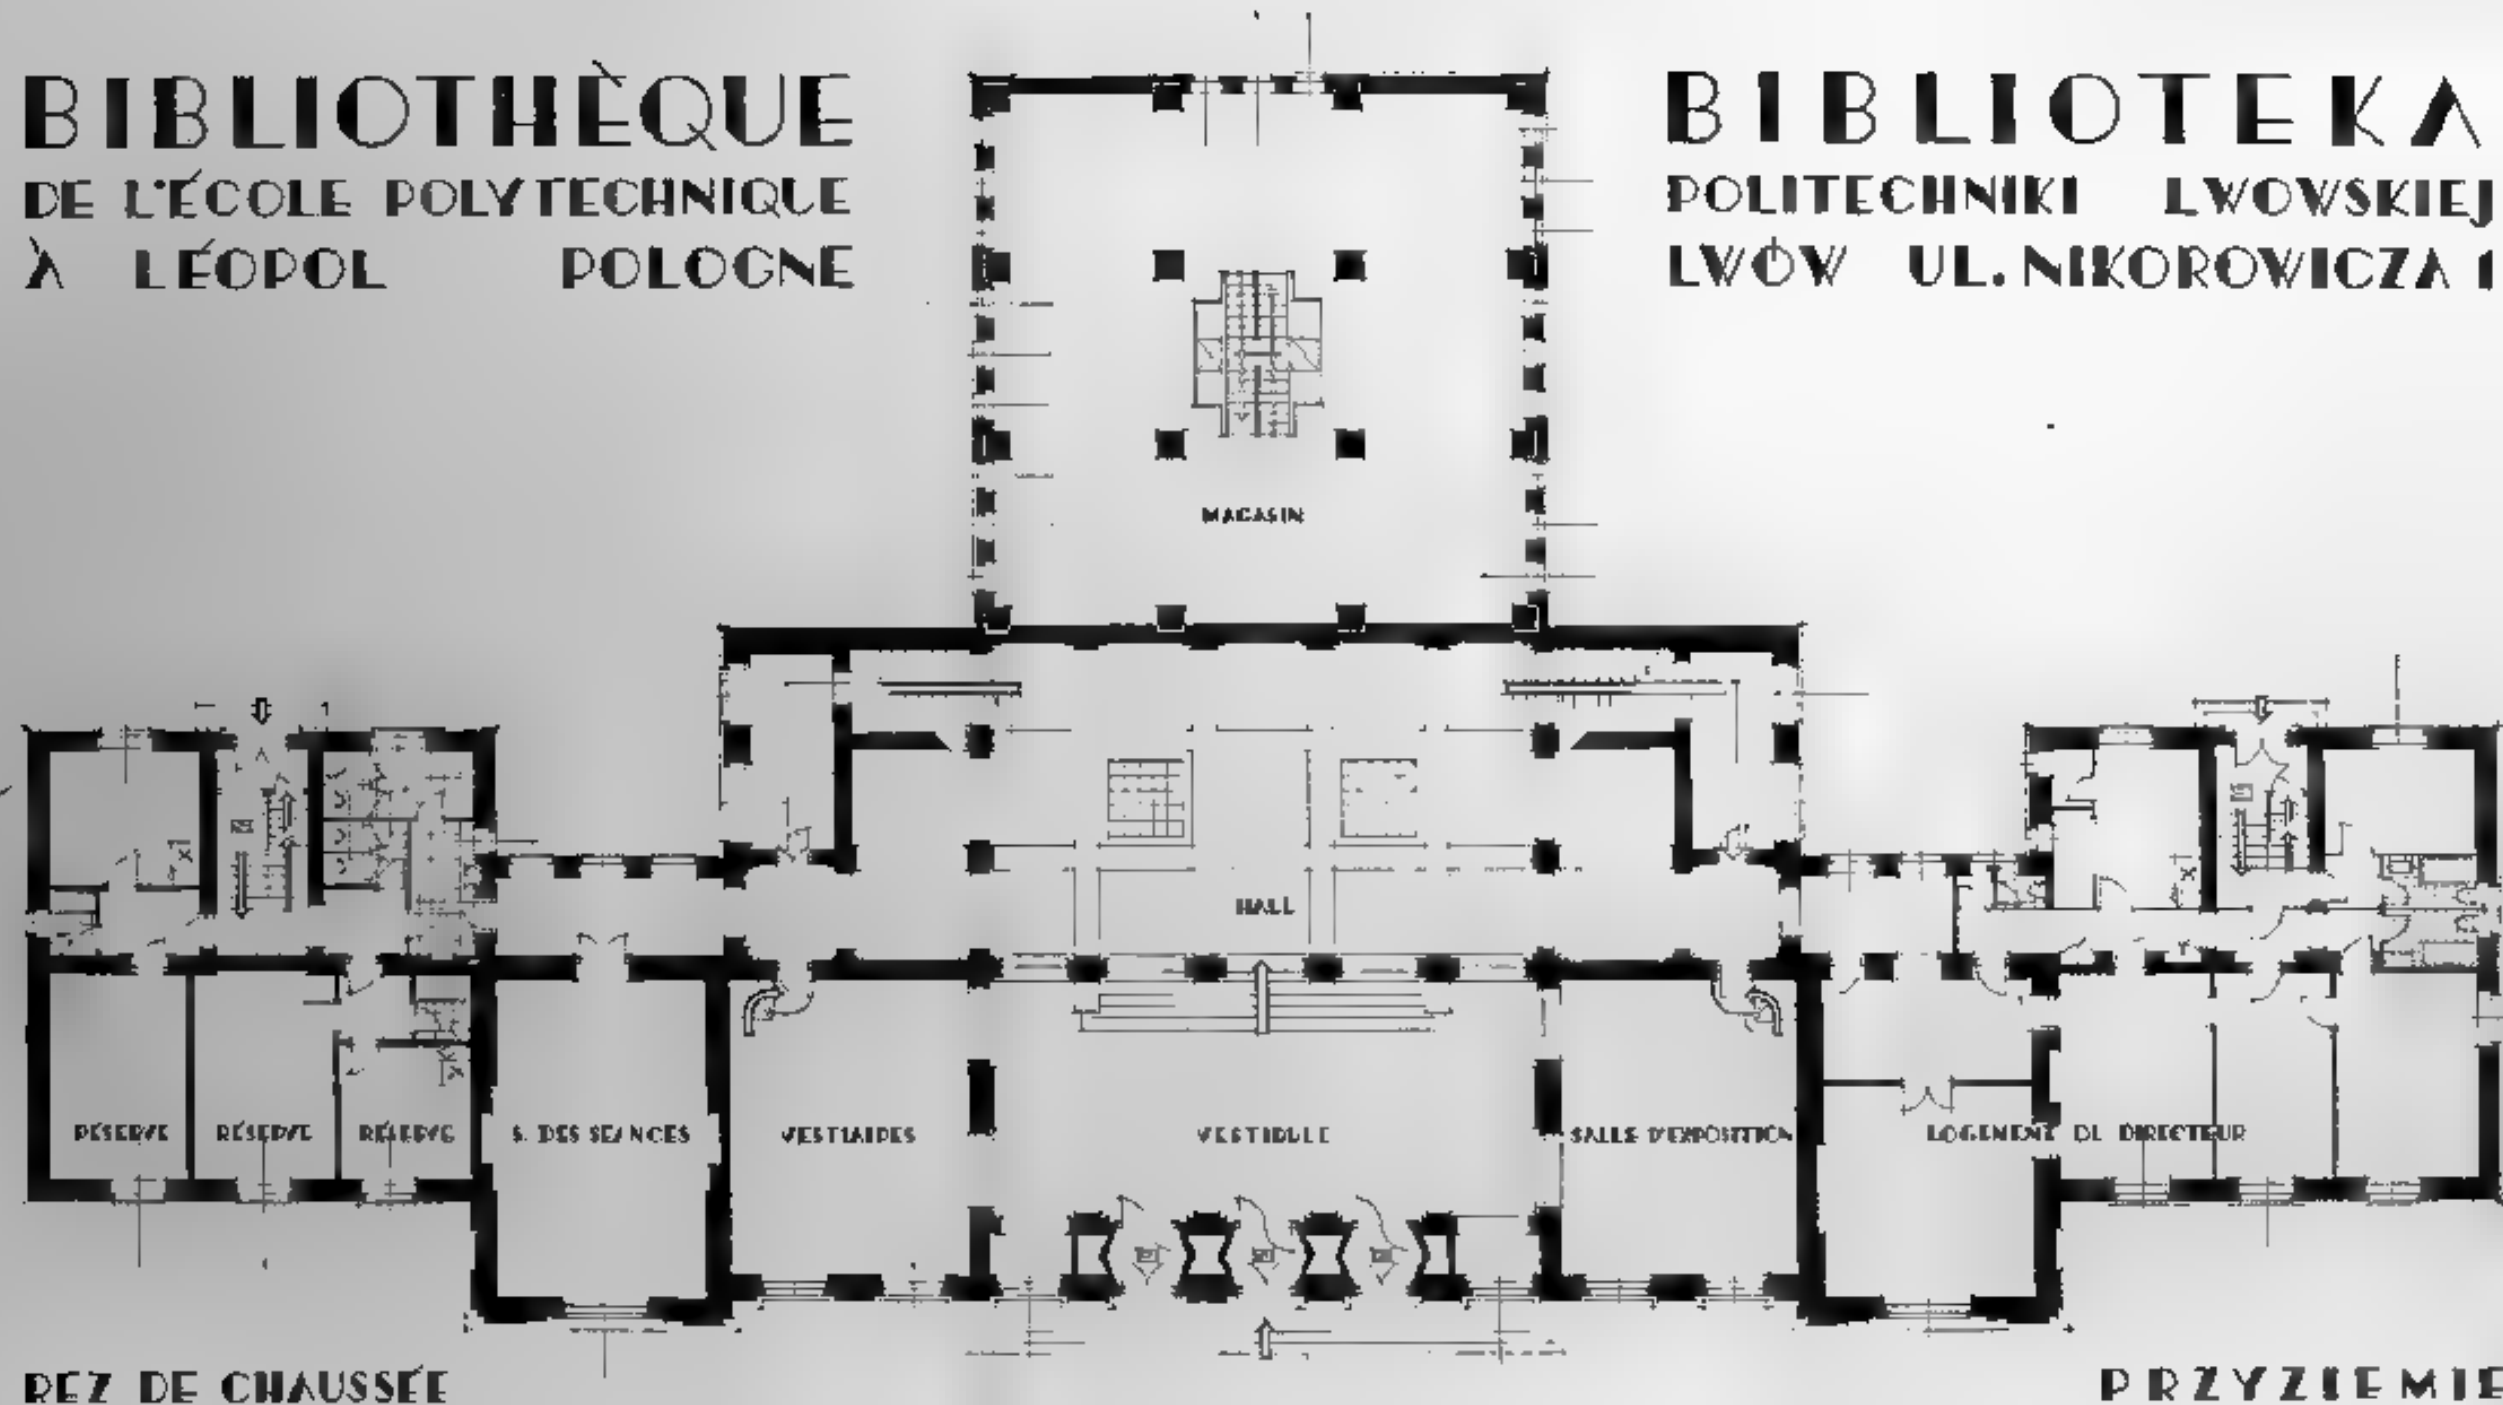 BIBLIOTHÈQUE
DE L'ÉCOLE POLYTECHNIQUE
À LÉOPOL POLOGNE
BIBLIOTEKA
POLITECHNIKI LWOWSKIEJ
LWÓW UL. NIKOROWICZA 1
MAGASIN
HALL
RÉSERVE
RÉSERVE
RÉSERVE
S. DES SEANCES
VESTIAIRES
VESTIBULE
SALLE D'EXPOSITION
LOGEMENT DU DIRECTEUR
REZ DE CHAUSSÉE
PRZYZIEMIE